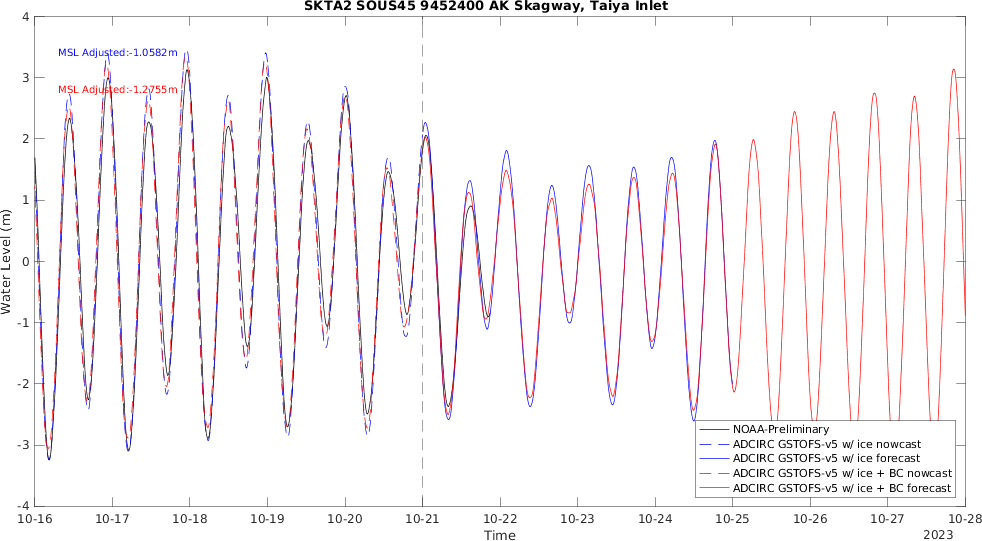 SKTA2 SOUS45 9452400 AK Skagway, Taiya Inlet
4
3
2
1
0
-1
-2
-3
-4
Water Level (m)
MSL Adjusted:-1.0582m
MSL Adjusted:-1.2755m
NOAA-Preliminary
ADCIRC GSTOFS-v5 w/ ice nowcast
ADCIRC GSTOFS-v5 w/ ice forecast
ADCIRC GSTOFS-v5 w/ ice + BC nowcast
ADCIRC GSTOFS-v5 w/ ice + BC forecast
10-16 10-17 10-18 10-19 10-20 10-21 10-22 10-23 10-24 10-25 10-26 10-27 10-28
Time
2023